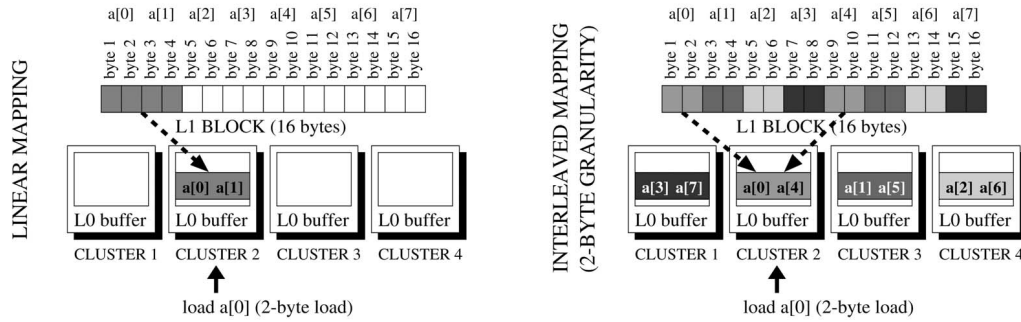 LINEAR MAPPING
a[0] a[1] a[2] a[3] a[4] a[5] a[6] a[7]
byte 1 byte 2 byte 3 byte 4 byte 5 byte 6 byte 7 byte 8 byte 9 byte 10 byte 11 byte 12 byte 13 byte 14 byte 15 byte 16
L1 BLOCK (16 bytes)
a[0] a[1]
L0 buffer L0 buffer L0 buffer L0 buffer
CLUSTER 1 CLUSTER 2 CLUSTER 3 CLUSTER 4
load a[0] (2-byte load)
INTERLEAVED MAPPING
(2-BYTE GRANULARITY)
a[0] a[1] a[2] a[3] a[4] a[5] a[6] a[7]
byte 1 byte 2 byte 3 byte 4 byte 5 byte 6 byte 7 byte 8 byte 9 byte 10 byte 11 byte 12 byte 13 byte 14 byte 15 byte 16
L1 BLOCK (16 bytes)
a[3] a[7] a[0] a[4] a[1] a[5] a[2] a[6]
L0 buffer L0 buffer L0 buffer L0 buffer
CLUSTER 1 CLUSTER 2 CLUSTER 3 CLUSTER 4
load a[0] (2-byte load)